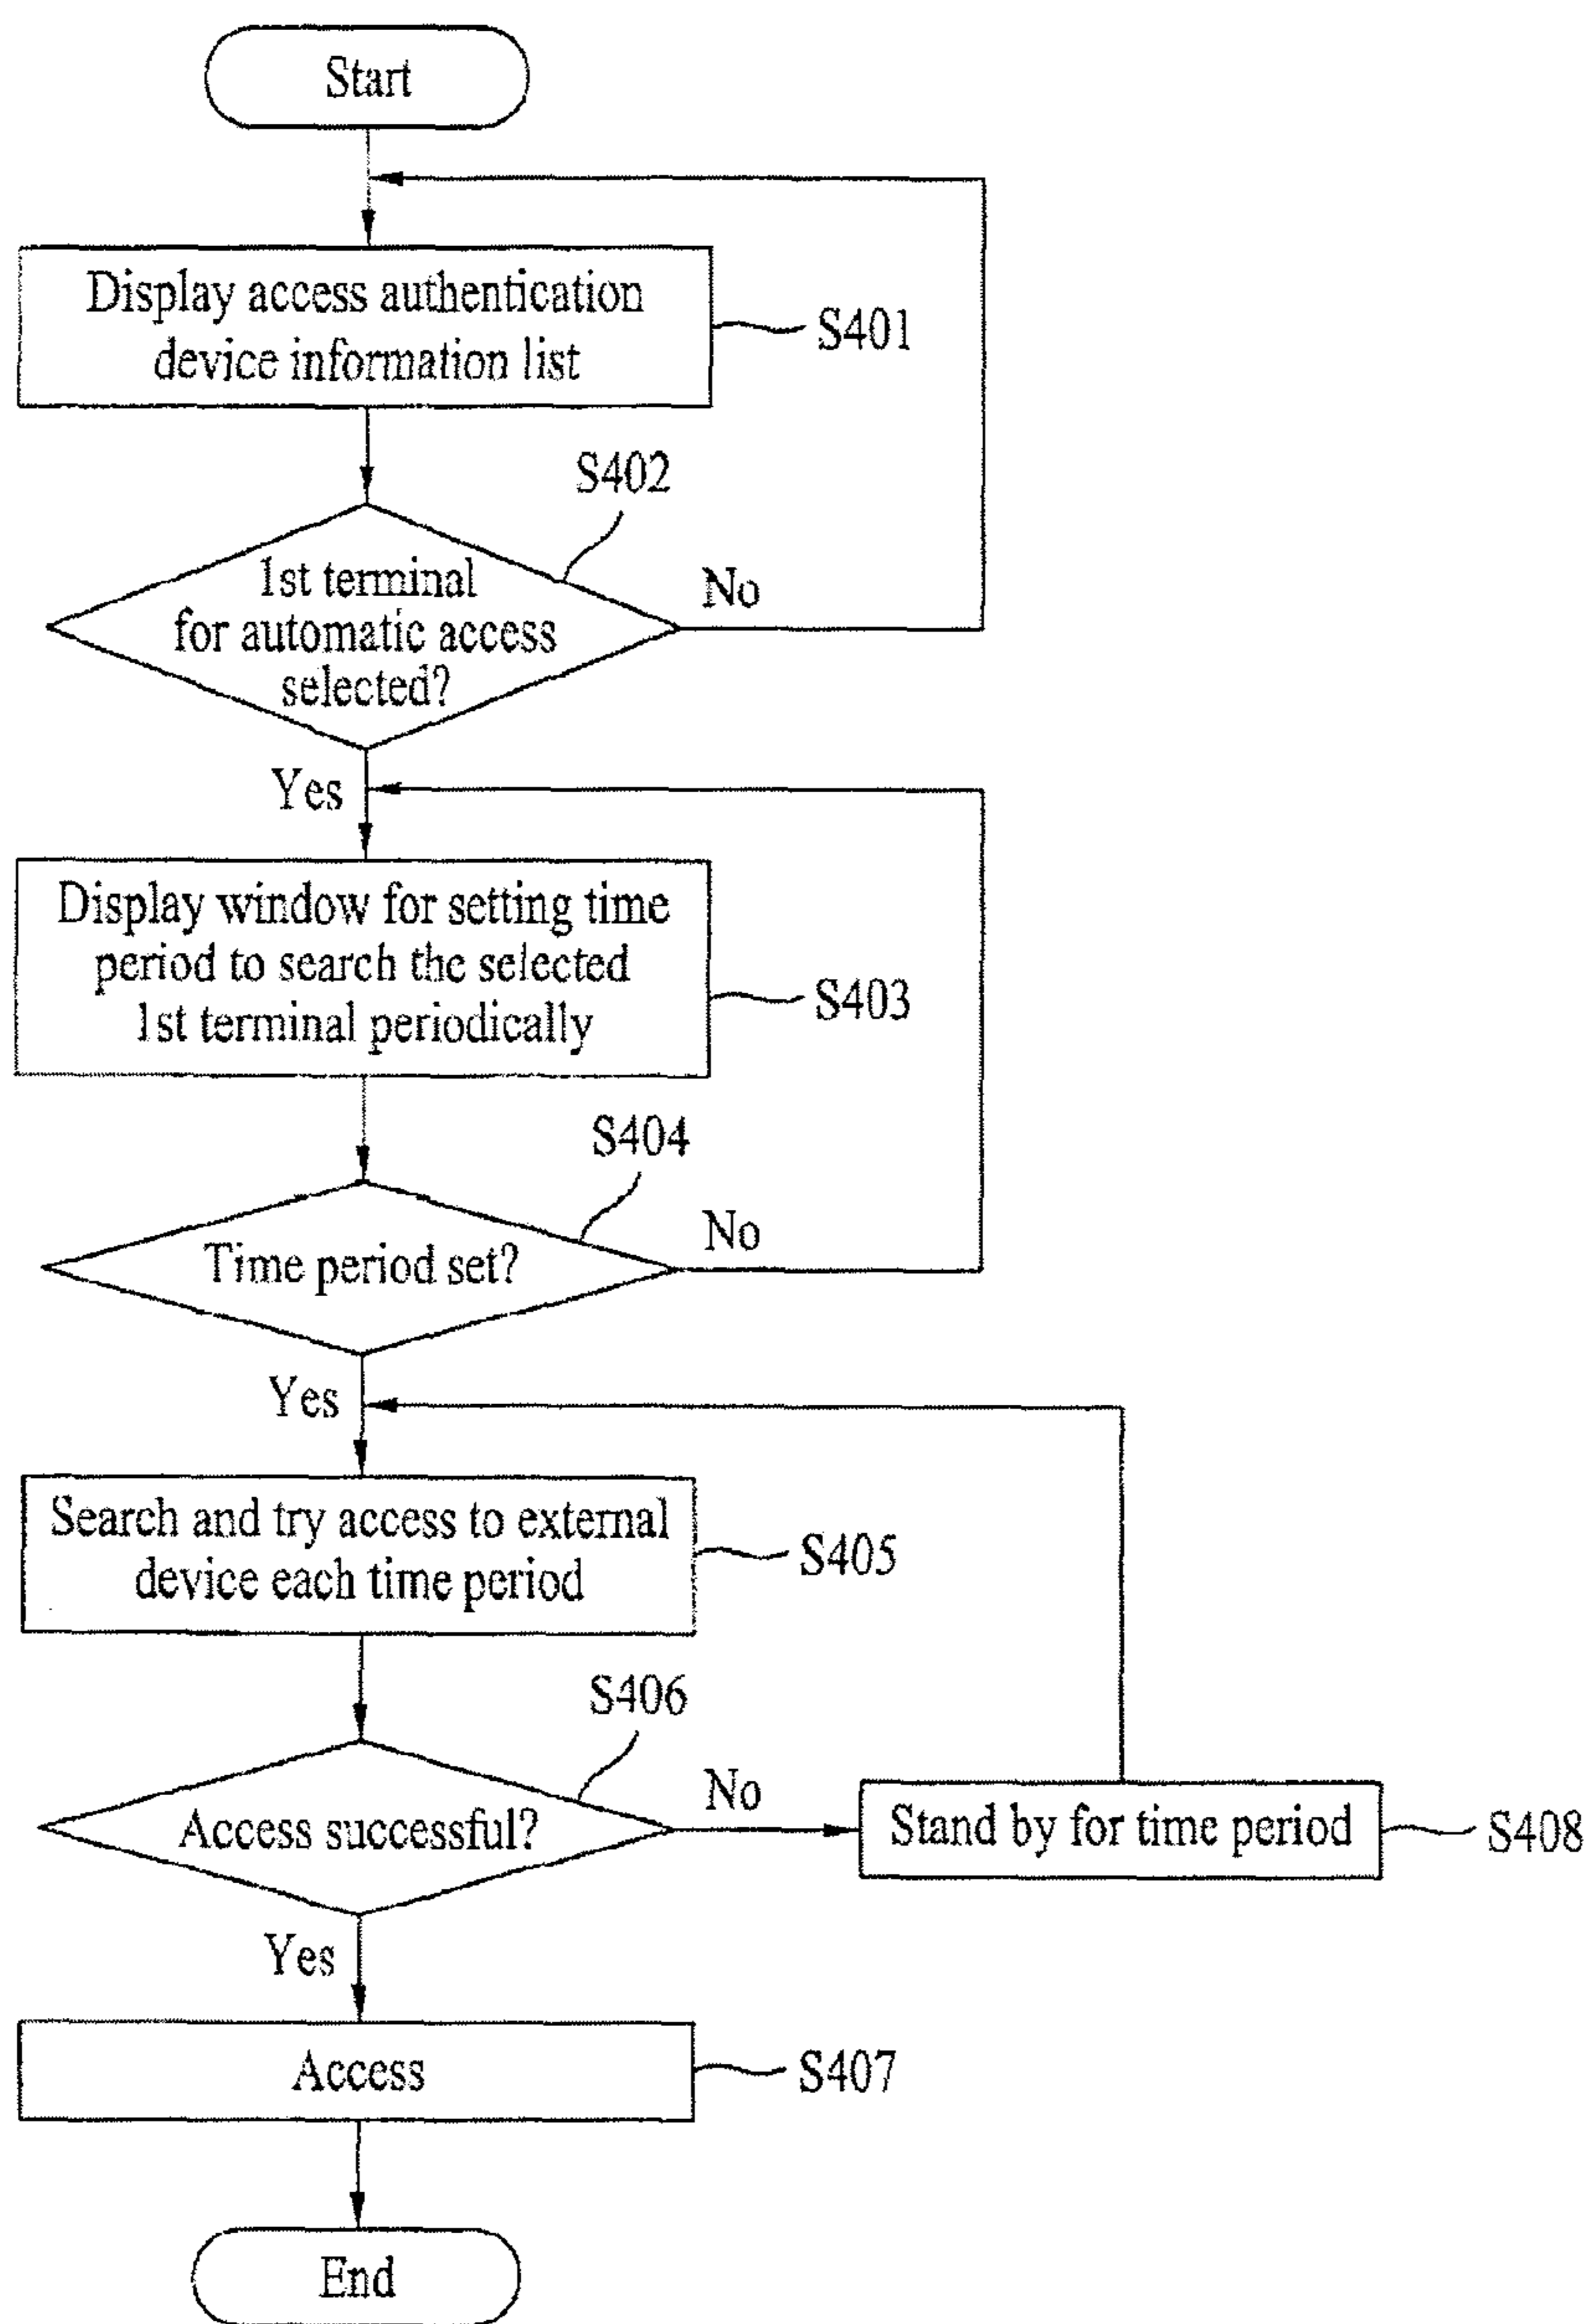 Start
Display access authentication
device information list
S401
S402
1st terminal
for automatic access
selected?
No
Yes
Display window for setting time
period to search the selected
1st terminal periodically
S403
S404
Time period set?
No
Yes
Search and try access to external
device each time period
S405
S406
Access successful?
No
Stand by for time period
S408
Yes
Access
S407
End